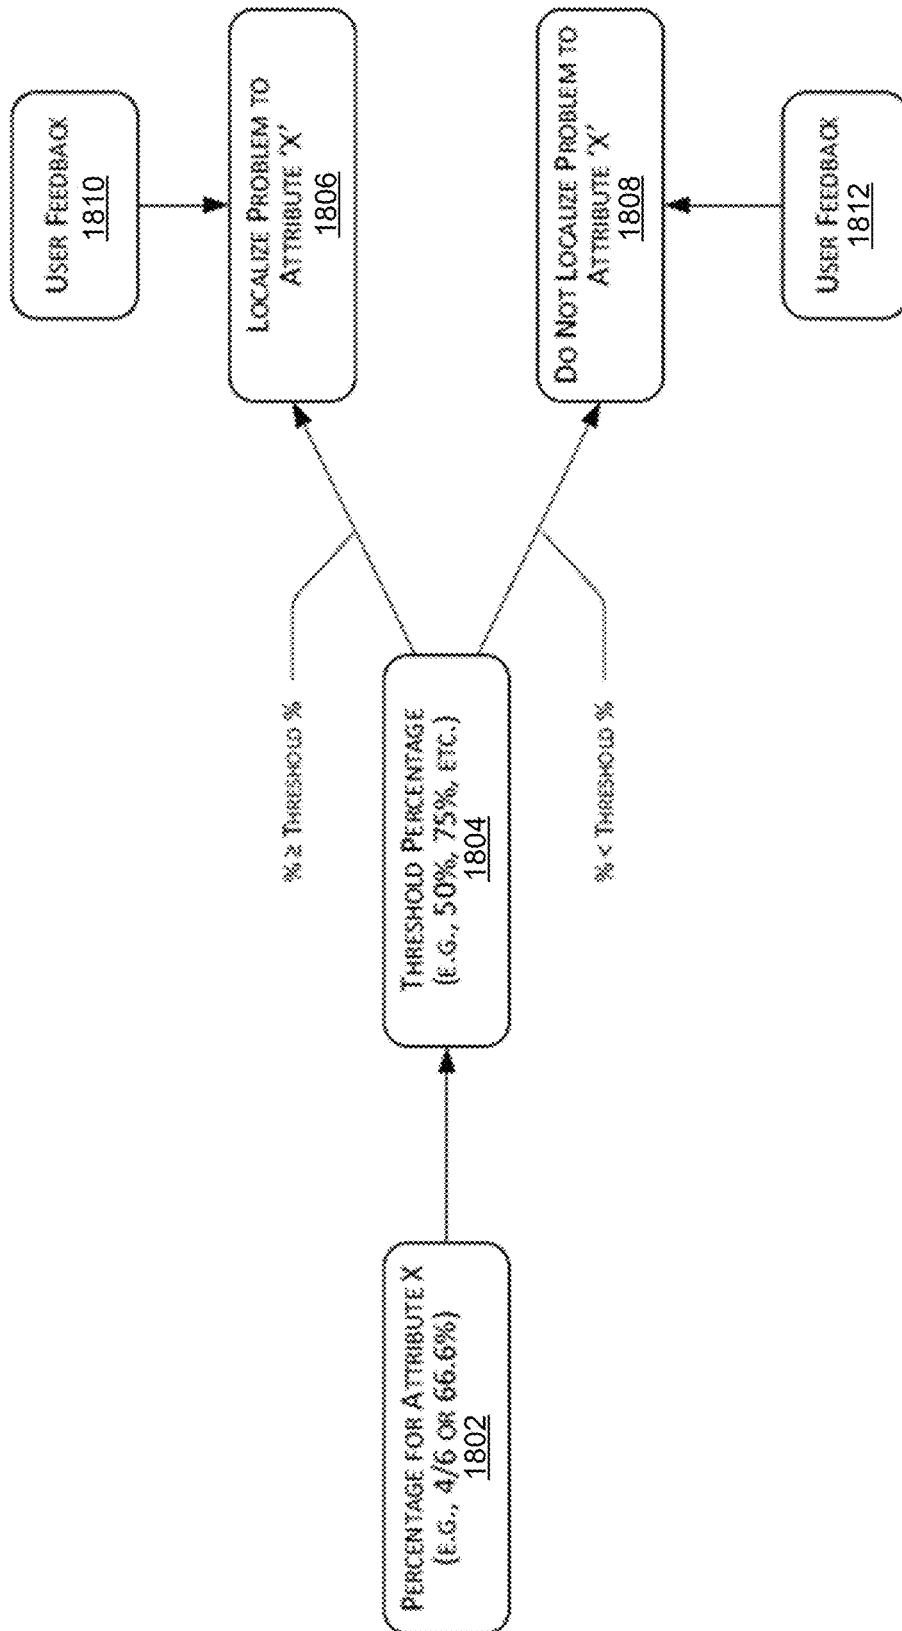 PERCENTAGE FOR ATTRIBUTE X
(E.G., 4/6 OR 66.6%)
1802
THRESHOLD PERCENTAGE
(E.G., 50%, 75%, ETC.)
1804
% ≥ THRESHOLD %
% < THRESHOLD %
USER FEEDBACK
1810
LOCALIZE PROBLEM TO
ATTRIBUTE ‘X’
1806
DO NOT LOCALIZE PROBLEM TO
ATTRIBUTE ‘X’
1808
USER FEEDBACK
1812